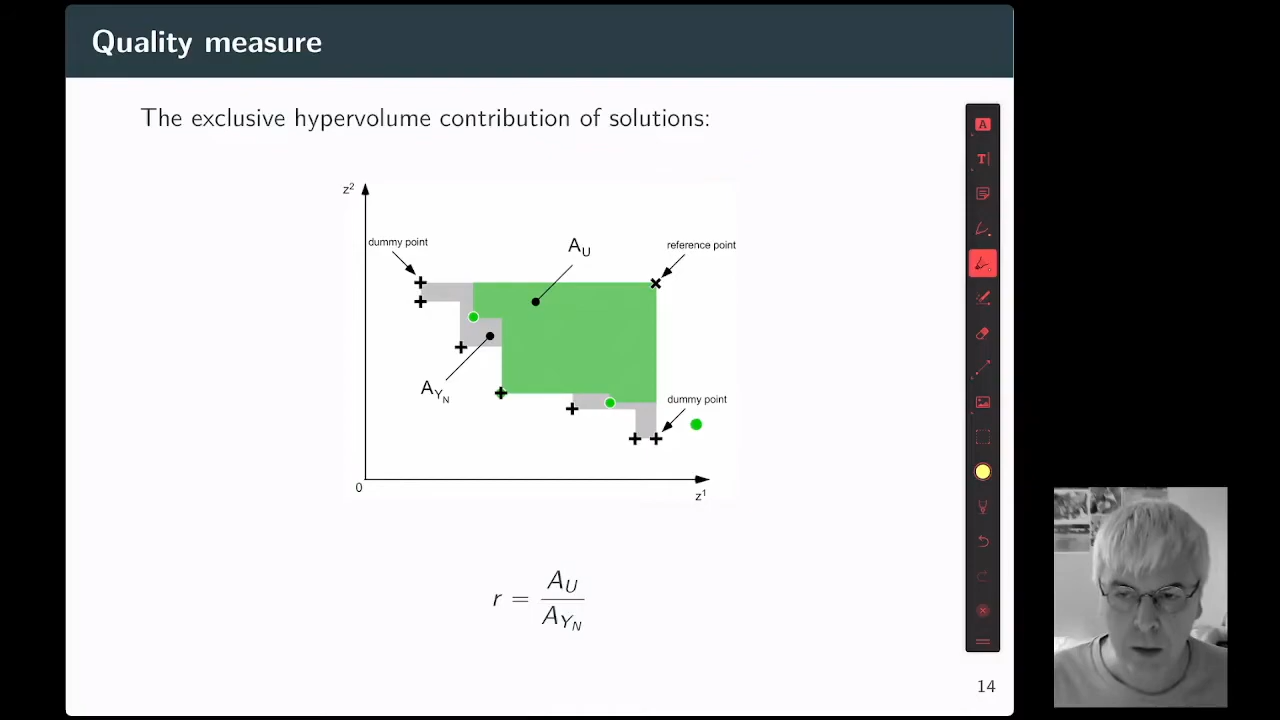 Quality measure
The exclusive hypervolume contribution of solutions:
z²
dummy point
A_U
reference point
A_{Y_N}
dummy point
0
z¹
r = A_U / A_{Y_N}
14
A
T